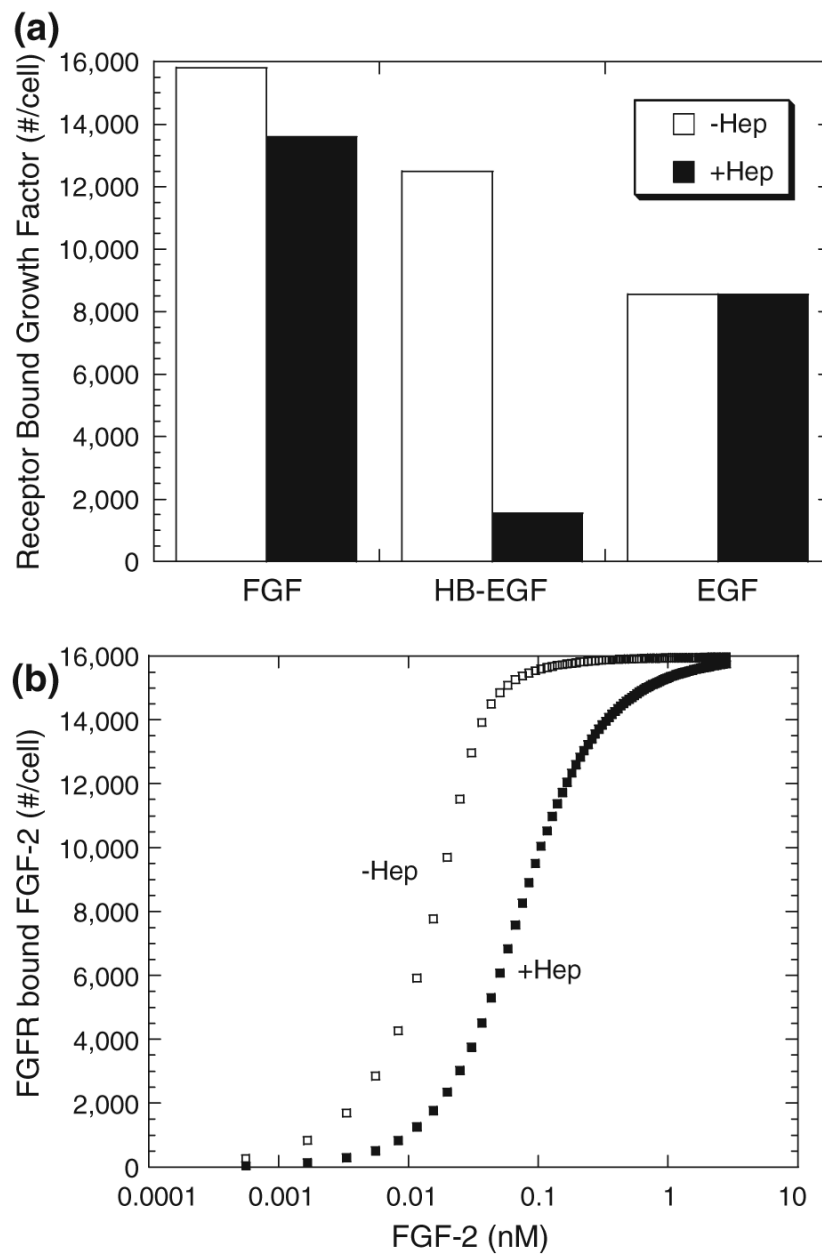 (a)
Receptor Bound Growth Factor (#/cell)
16,000
14,000
12,000
10,000
8,000
6,000
4,000
2,000
0
-Hep
+Hep
FGF HB-EGF EGF
(b)
FGFR bound FGF-2 (#/cell)
16,000
14,000
12,000
10,000
8,000
6,000
4,000
2,000
0
-Hep
+Hep
0.0001 0.001 0.01 0.1 1 10
FGF-2 (nM)